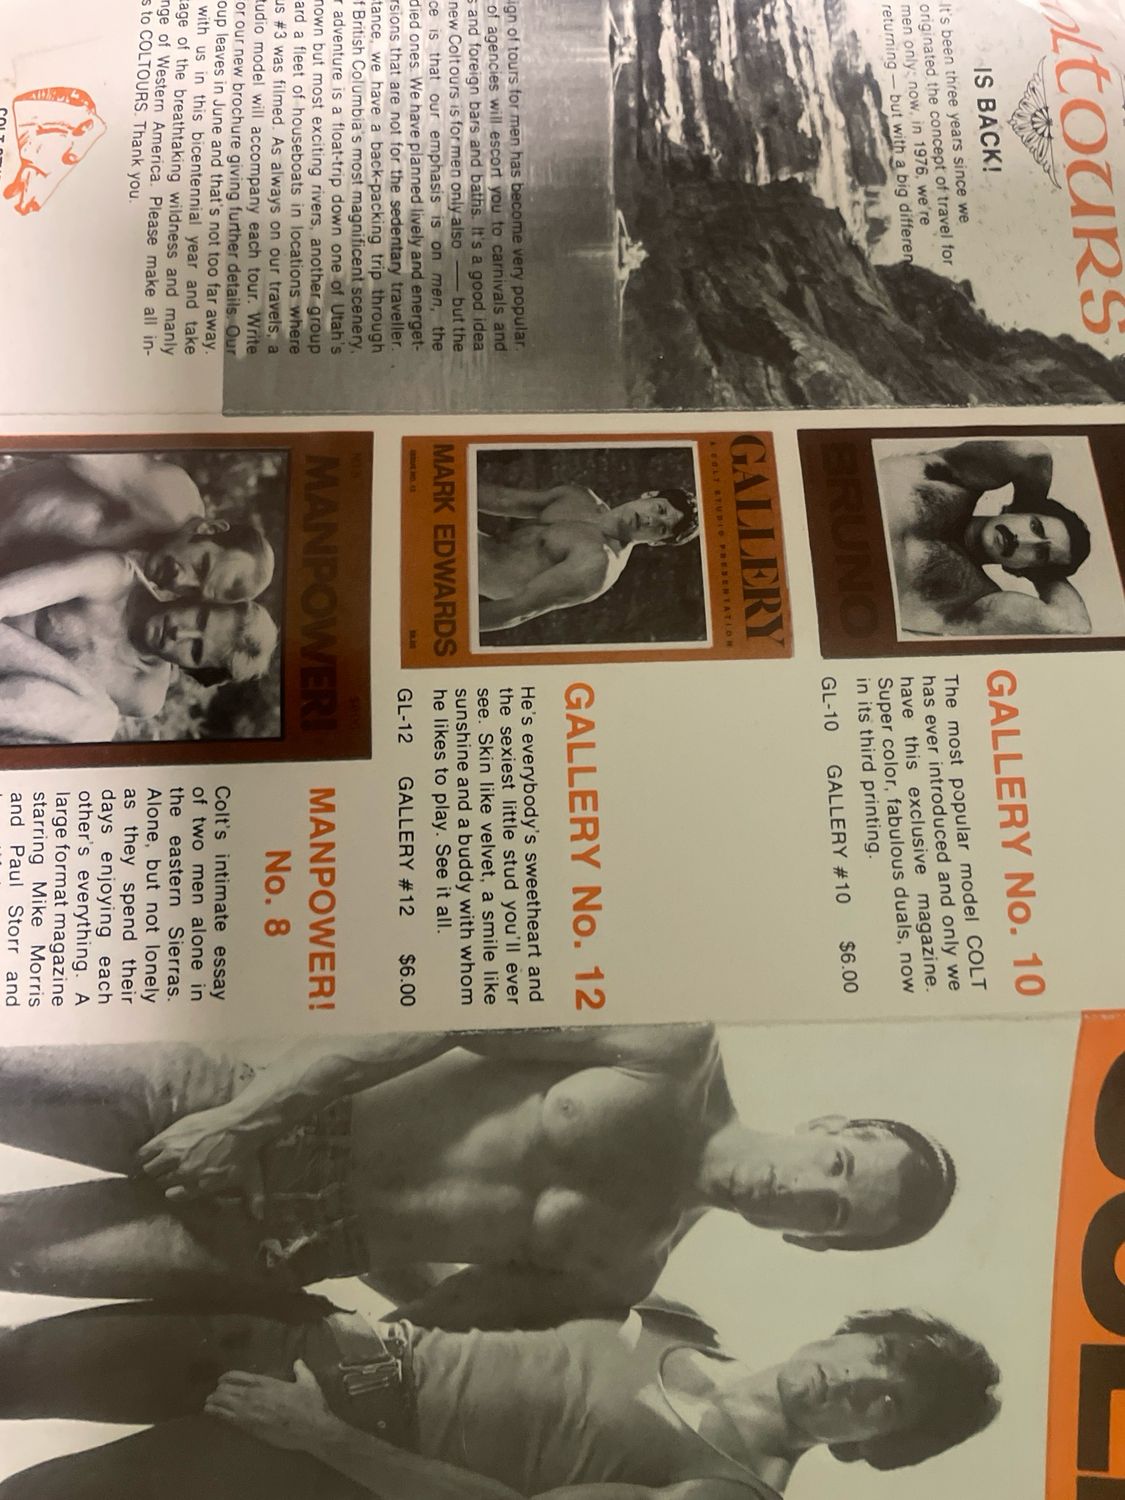 OLTOURS
IS BACK!
It's been three years since we
originated the concept of travel for
men only; now, in 1976, we're
returning — but with a big differen
ign of tours for men has become very popular.
of agencies will escort you to carnivals and
and foreign bars and baths. It's a good idea
new Coltours is for men only also — but the
ce is that our emphasis is on men, the
died ones. We have planned lively and energet-
rsions that are not for the sedentary traveller.
tance, we have a back-packing trip through
f British Columbia's most magnificent scenery,
r adventure is a float-trip down one of Utah's
nown but most exciting rivers, another group
ard a fleet of houseboats in locations where
us #3 was filmed. As always on our travels, a
tudio model will accompany each tour. Write
or our new brochure giving further details. Our
oup leaves in June and that's not too far away.
with us in this bicentennial year and take
tage of the breathtaking wildness and manly
nge of Western America. Please make all in-
s to COLTOURS. Thank you.
BRUNO
GALLERY No. 10
The most popular model COLT
has ever introduced and only we
have this exclusive magazine.
Super color, fabulous duals, now
in its third printing.
GL-10 GALLERY #10 $6.00
GALLERY
A COLT STUDIO PRESENTATION
MARK EDWARDS
GALLERY No. 12
He's everybody's sweetheart and
the sexiest little stud you'll ever
see. Skin like velvet, a smile like
sunshine and a buddy with whom
he likes to play. See it all.
GL-12 GALLERY #12 $6.00
MANPOWER!
MANPOWER!
No. 8
Colt's intimate essay
of two men alone in
the eastern Sierras.
Alone, but not lonely
as they spend their
days enjoying each
other's everything. A
large format magazine
starring Mike Morris
and Paul Storr and